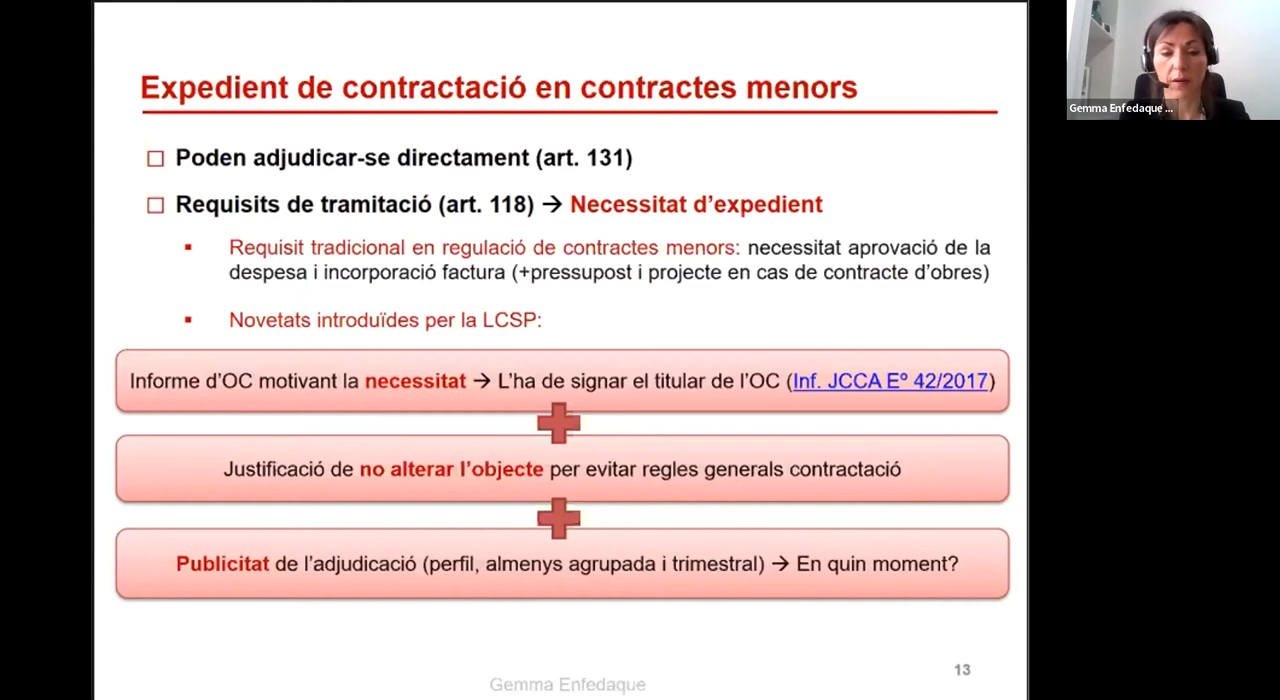 Expedient de contractació en contractes menors
Poden adjudicar-se directament (art. 131)
Requisits de tramitació (art. 118) → Necessitat d'expedient
Requisit tradicional en regulació de contractes menors: necessitat aprovació de la
despesa i incorporació factura (+pressupost i projecte en cas de contracte d'obres)
Novetats introduïdes per la LCSP:
Informe d'OC motivant la necessitat → L'ha de signar el titular de l'OC (Inf. JCCA Eº 42/2017)
Justificació de no alterar l'objecte per evitar regles generals contractació
Publicitat de l'adjudicació (perfil, almenys agrupada i trimestral) → En quin moment?
13
Gemma Enfedaque
Gemma Enfedaque ...